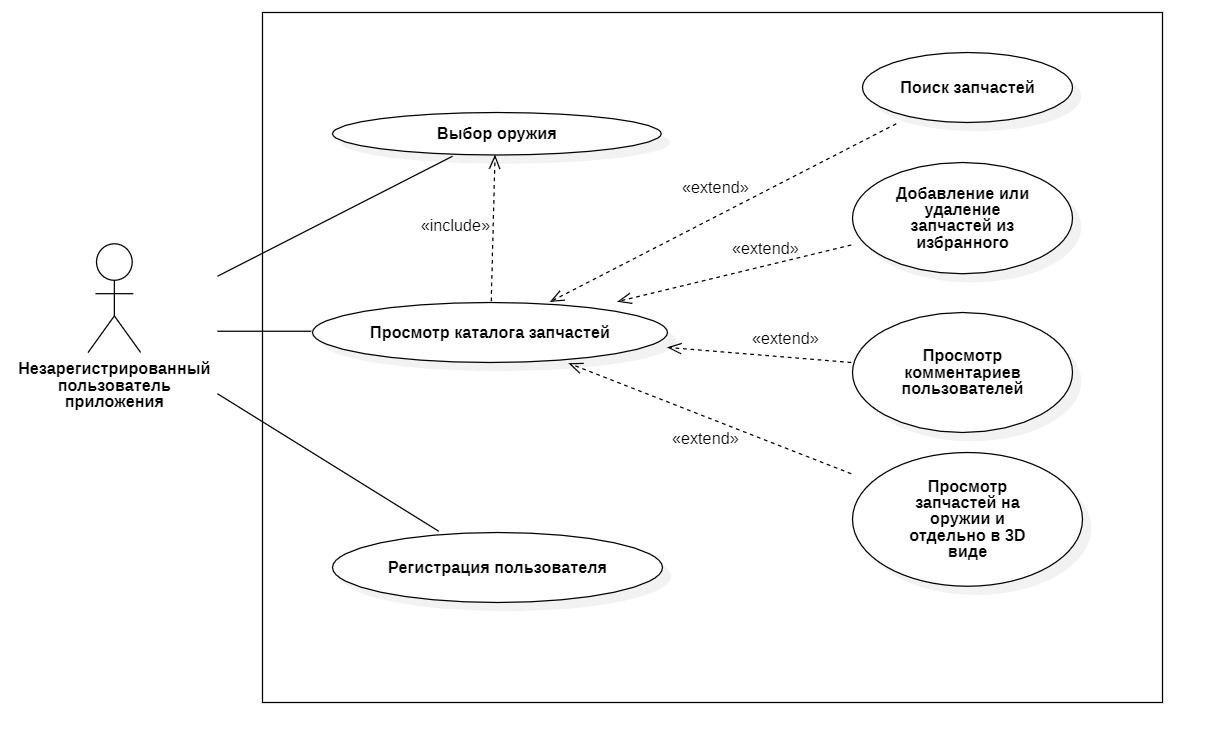 Поиск запчастей
Выбор оружия
«extend»
Добавление или
удаление
запчастей из
избранного
«include»
«extend»
Просмотр каталога запчастей
«extend»
Просмотр
комментариев
пользователей
Незарегистрированный
пользователь
приложения
«extend»
Просмотр
запчастей на
оружии и
отдельно в 3D
виде
Регистрация пользователя